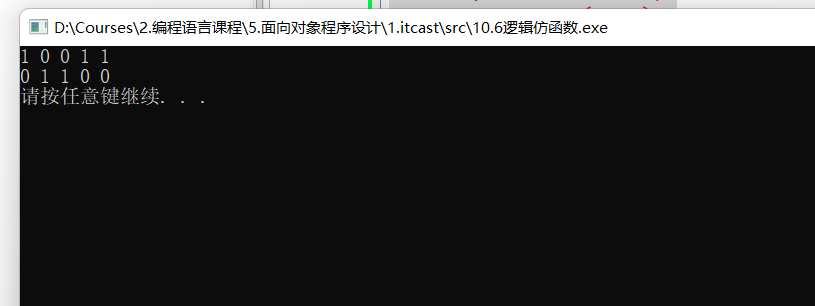 D:\Courses\2.编程语言课程\5.面向对象程序设计\1.itcast\src\10.6逻辑仿函数.exe
1 0 0 1 1
0 1 1 0 0
请按任意键继续. . .